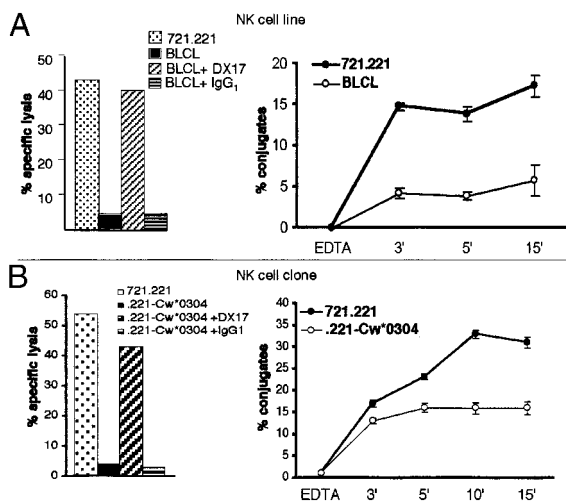 A
NK cell line
721.221
BLCL
BLCL+ DX17
BLCL+ IgG1
% specific lysis
50
40
30
20
10
721.221
BLCL
% conjugates
20
15
10
5
0
EDTA 3' 5' 15'
B
NK cell clone
721.221
.221-Cw*0304
.221-Cw*0304 +DX17
.221-Cw*0304 +IgG1
% specific lysis
60
50
40
30
20
10
0
721.221
.221-Cw*0304
% conjugates
40
35
30
25
20
15
10
5
0
EDTA 3' 5' 10' 15'